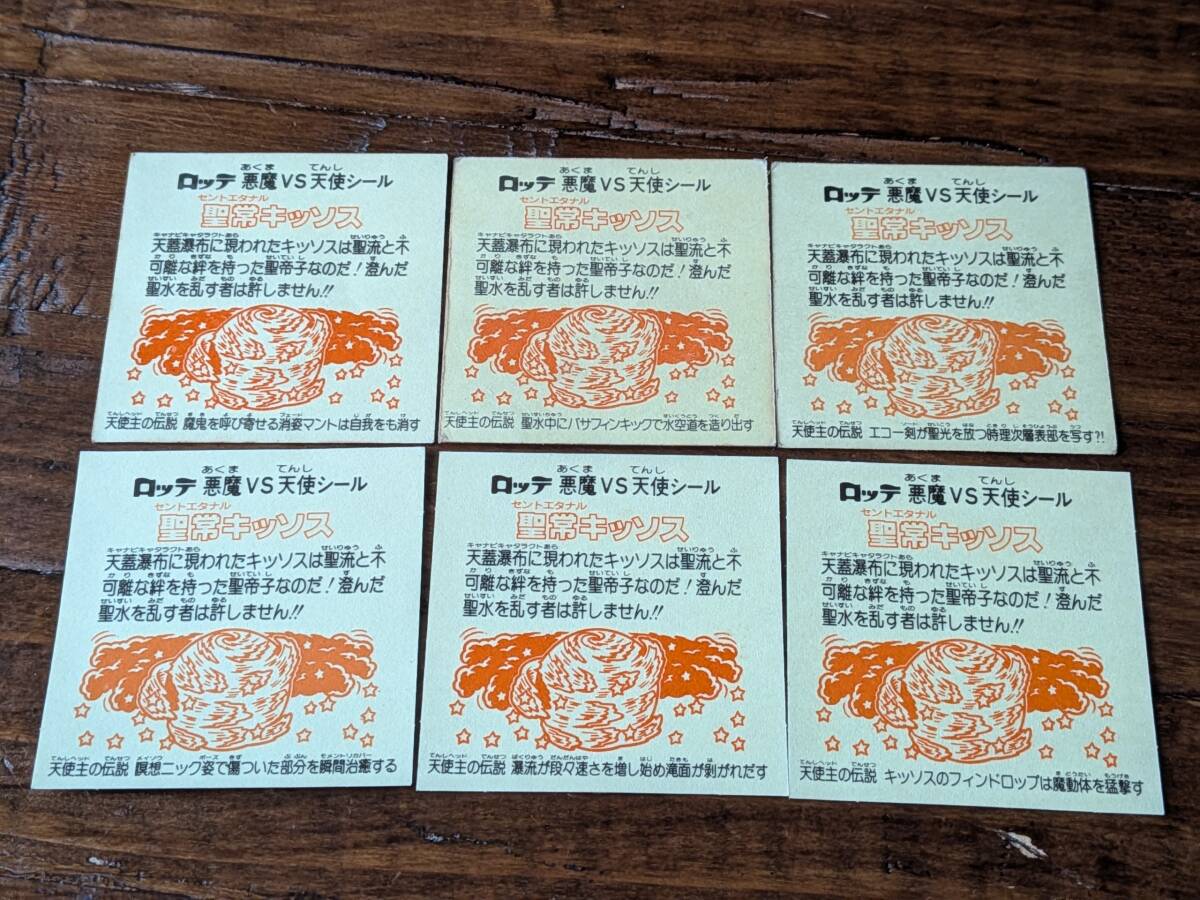 ロッテ 悪魔VS天使シール
聖常キッソス
天蓋瀑布に現われたキッソスは聖流と不
可離な絆を持った聖帝子なのだ!澄んだ
聖水を乱す者は許しません!!
天使主の伝説 魔鬼を呼び寄せる消姿マントは自我をも消す
ロッテ 悪魔VS天使シール
聖常キッソス
天蓋瀑布に現われたキッソスは聖流と不
可離な絆を持った聖帝子なのだ!澄んだ
聖水を乱す者は許しません!!
天使主の伝説 聖水中にバサフィンキックで水空道を造り出す
ロッテ 悪魔VS天使シール
聖常キッソス
天蓋瀑布に現われたキッソスは聖流と不
可離な絆を持った聖帝子なのだ!澄んだ
聖水を乱す者は許しません!!
天使主の伝説 エコー剣が聖光を放つ時理次層表部を写す?!
ロッテ 悪魔VS天使シール
聖常キッソス
天蓋瀑布に現われたキッソスは聖流と不
可離な絆を持った聖帝子なのだ!澄んだ
聖水を乱す者は許しません!!
天使主の伝説 瞑想ニック姿で傷ついた部分を瞬間治癒する
ロッテ 悪魔VS天使シール
聖常キッソス
天蓋瀑布に現われたキッソスは聖流と不
可離な絆を持った聖帝子なのだ!澄んだ
聖水を乱す者は許しません!!
天使主の伝説 瀑流が段々速さを増し始め滝面が剝がれだす
ロッテ 悪魔VS天使シール
聖常キッソス
天蓋瀑布に現われたキッソスは聖流と不
可離な絆を持った聖帝子なのだ!澄んだ
聖水を乱す者は許しません!!
天使主の伝説 キッソスのフィンドロップは魔動体を猛撃す